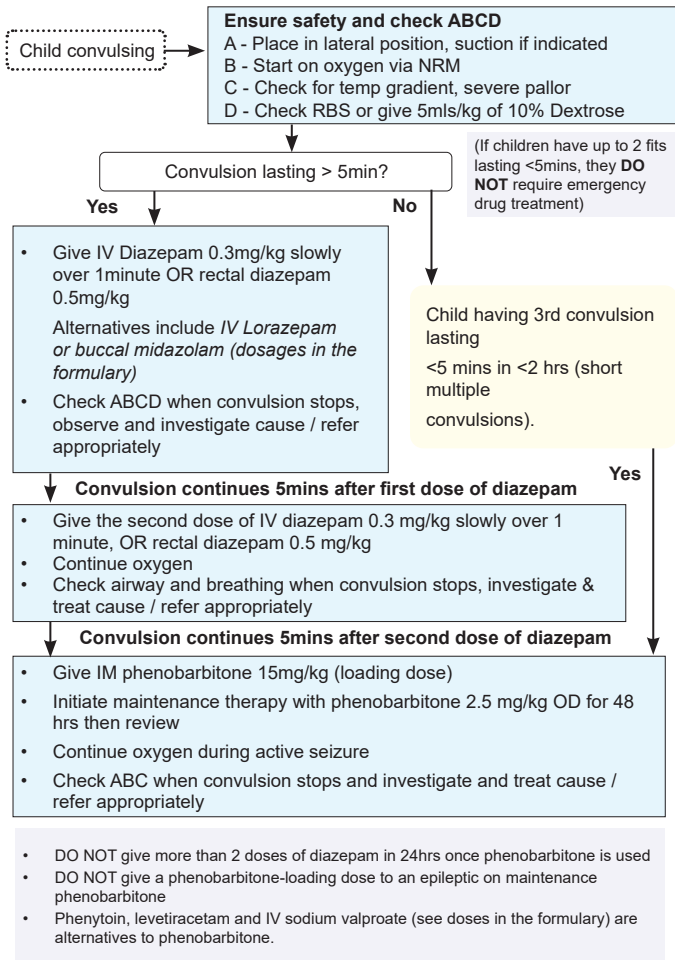 Child convulsing
Ensure safety and check ABCD
A - Place in lateral position, suction if indicated
B - Start on oxygen via NRM
C - Check for temp gradient, severe pallor
D - Check RBS or give 5mls/kg of 10% Dextrose
(If children have up to 2 fits
lasting <5mins, they DO
NOT require emergency
drug treatment)
Convulsion lasting > 5min?
Yes
No
• Give IV Diazepam 0.3mg/kg slowly
over 1minute OR rectal diazepam
0.5mg/kg
Alternatives include IV Lorazepam
or buccal midazolam (dosages in the
formulary)
• Check ABCD when convulsion stops,
observe and investigate cause / refer
appropriately
Child having 3rd convulsion
lasting
<5 mins in <2 hrs (short
multiple
convulsions).
Yes
Convulsion continues 5mins after first dose of diazepam
• Give the second dose of IV diazepam 0.3 mg/kg slowly over 1
minute, OR rectal diazepam 0.5 mg/kg
• Continue oxygen
• Check airway and breathing when convulsion stops, investigate &
treat cause / refer appropriately
Convulsion continues 5mins after second dose of diazepam
• Give IM phenobarbitone 15mg/kg (loading dose)
• Initiate maintenance therapy with phenobarbitone 2.5 mg/kg OD for 48
hrs then review
• Continue oxygen during active seizure
• Check ABC when convulsion stops and investigate and treat cause /
refer appropriately
• DO NOT give more than 2 doses of diazepam in 24hrs once phenobarbitone is used
• DO NOT give a phenobarbitone-loading dose to an epileptic on maintenance
phenobarbitone
• Phenytoin, levetiracetam and IV sodium valproate (see doses in the formulary) are
alternatives to phenobarbitone.